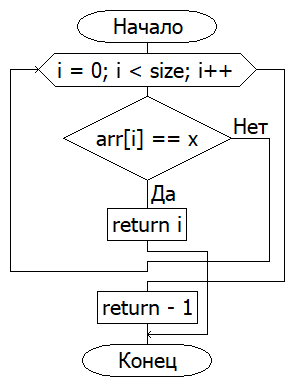 Начало
i = 0; i < size; i++
arr[i] == x
Нет
Да
return i
return - 1
Конец